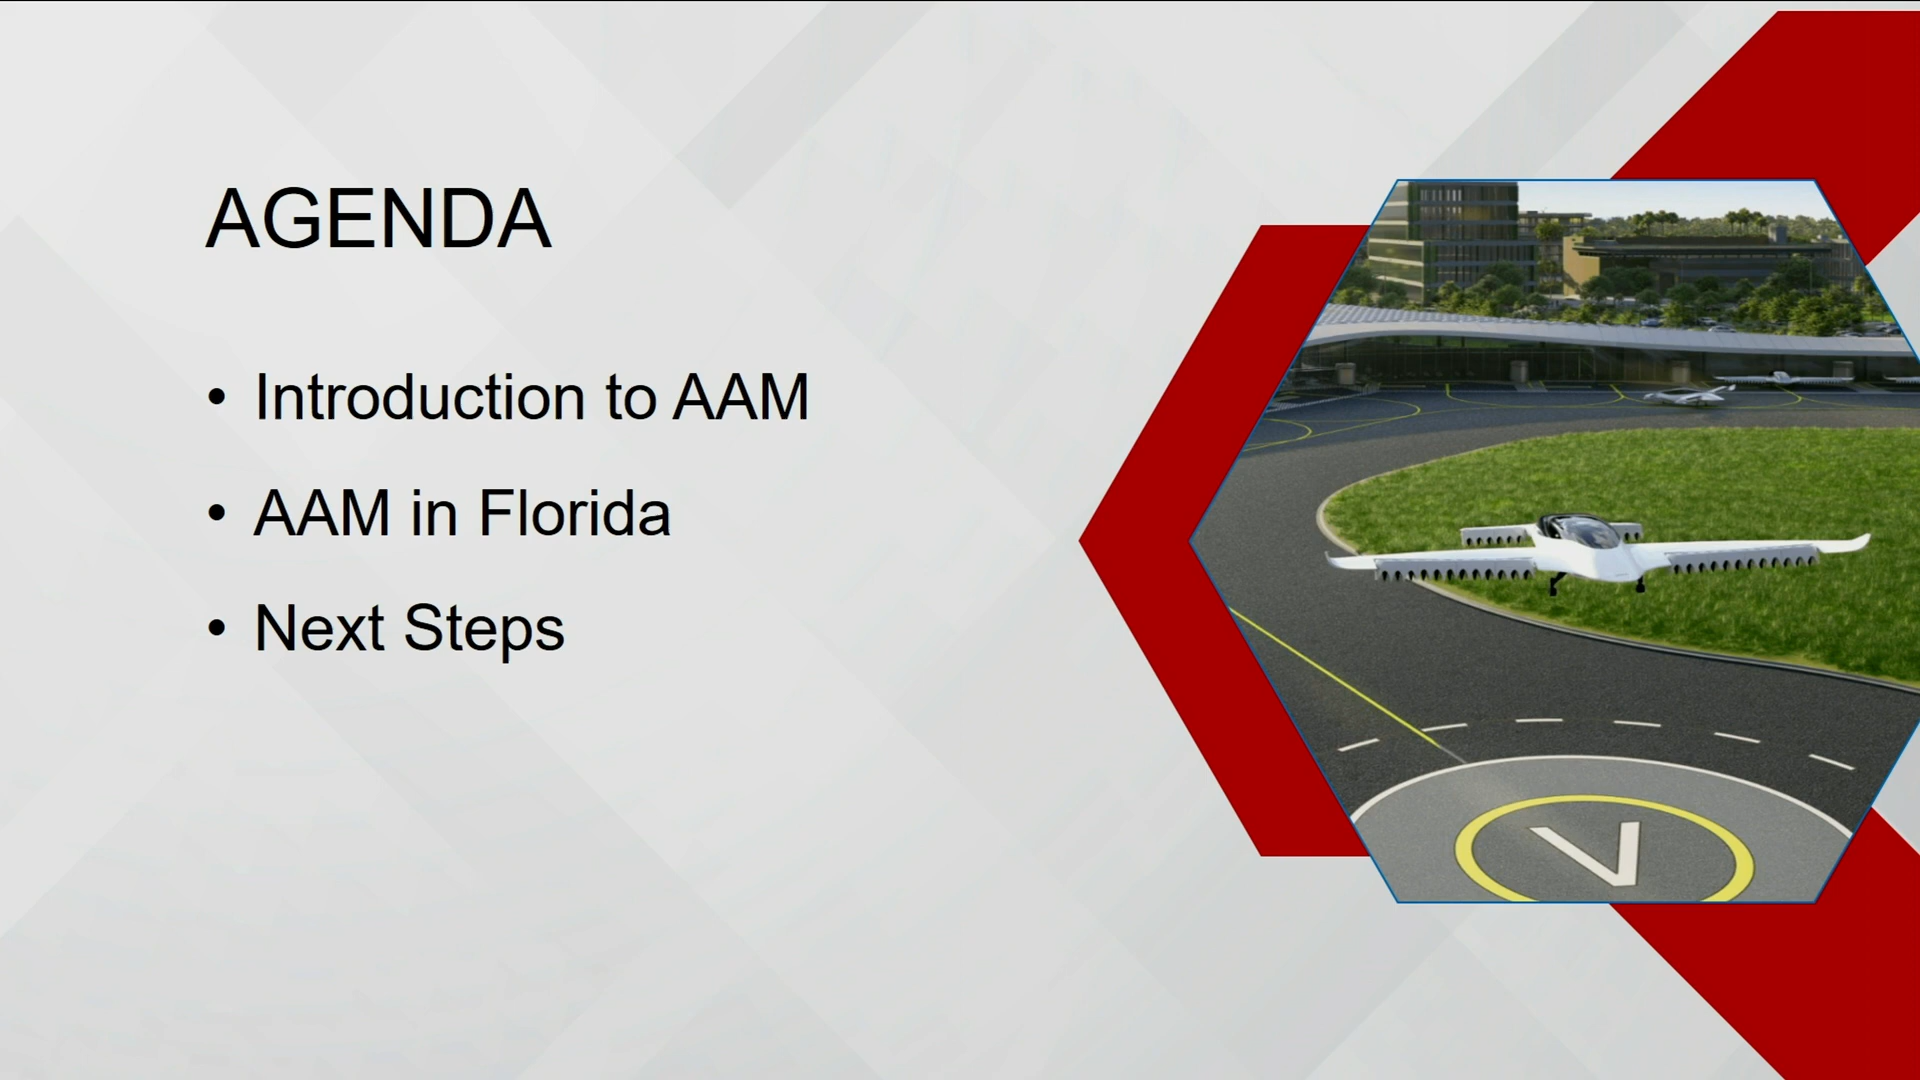 AGENDA
• Introduction to AAM
• AAM in Florida
• Next Steps
V